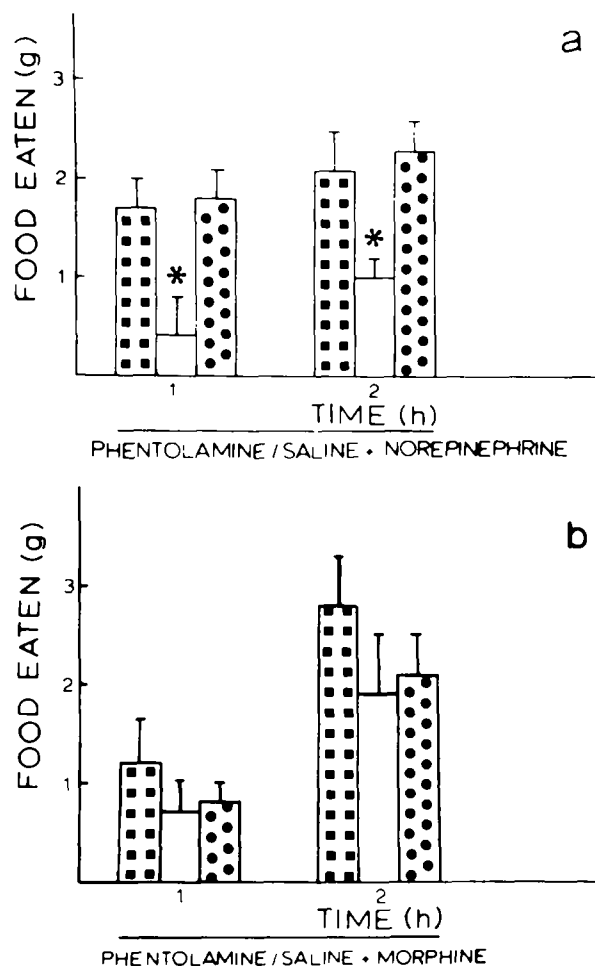 a
FOOD EATEN (g)
3
2
1
*
*
1
2
TIME (h)
PHENTOLAMINE/SALINE + NOREPINEPHRINE
b
FOOD EATEN (g)
3
2
1
1
2
TIME (h)
PHENTOLAMINE/SALINE + MORPHINE